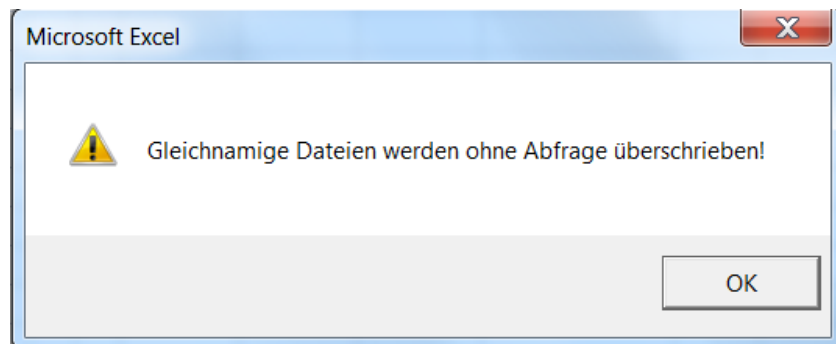 Microsoft Excel
Gleichnamige Dateien werden ohne Abfrage überschrieben!
OK